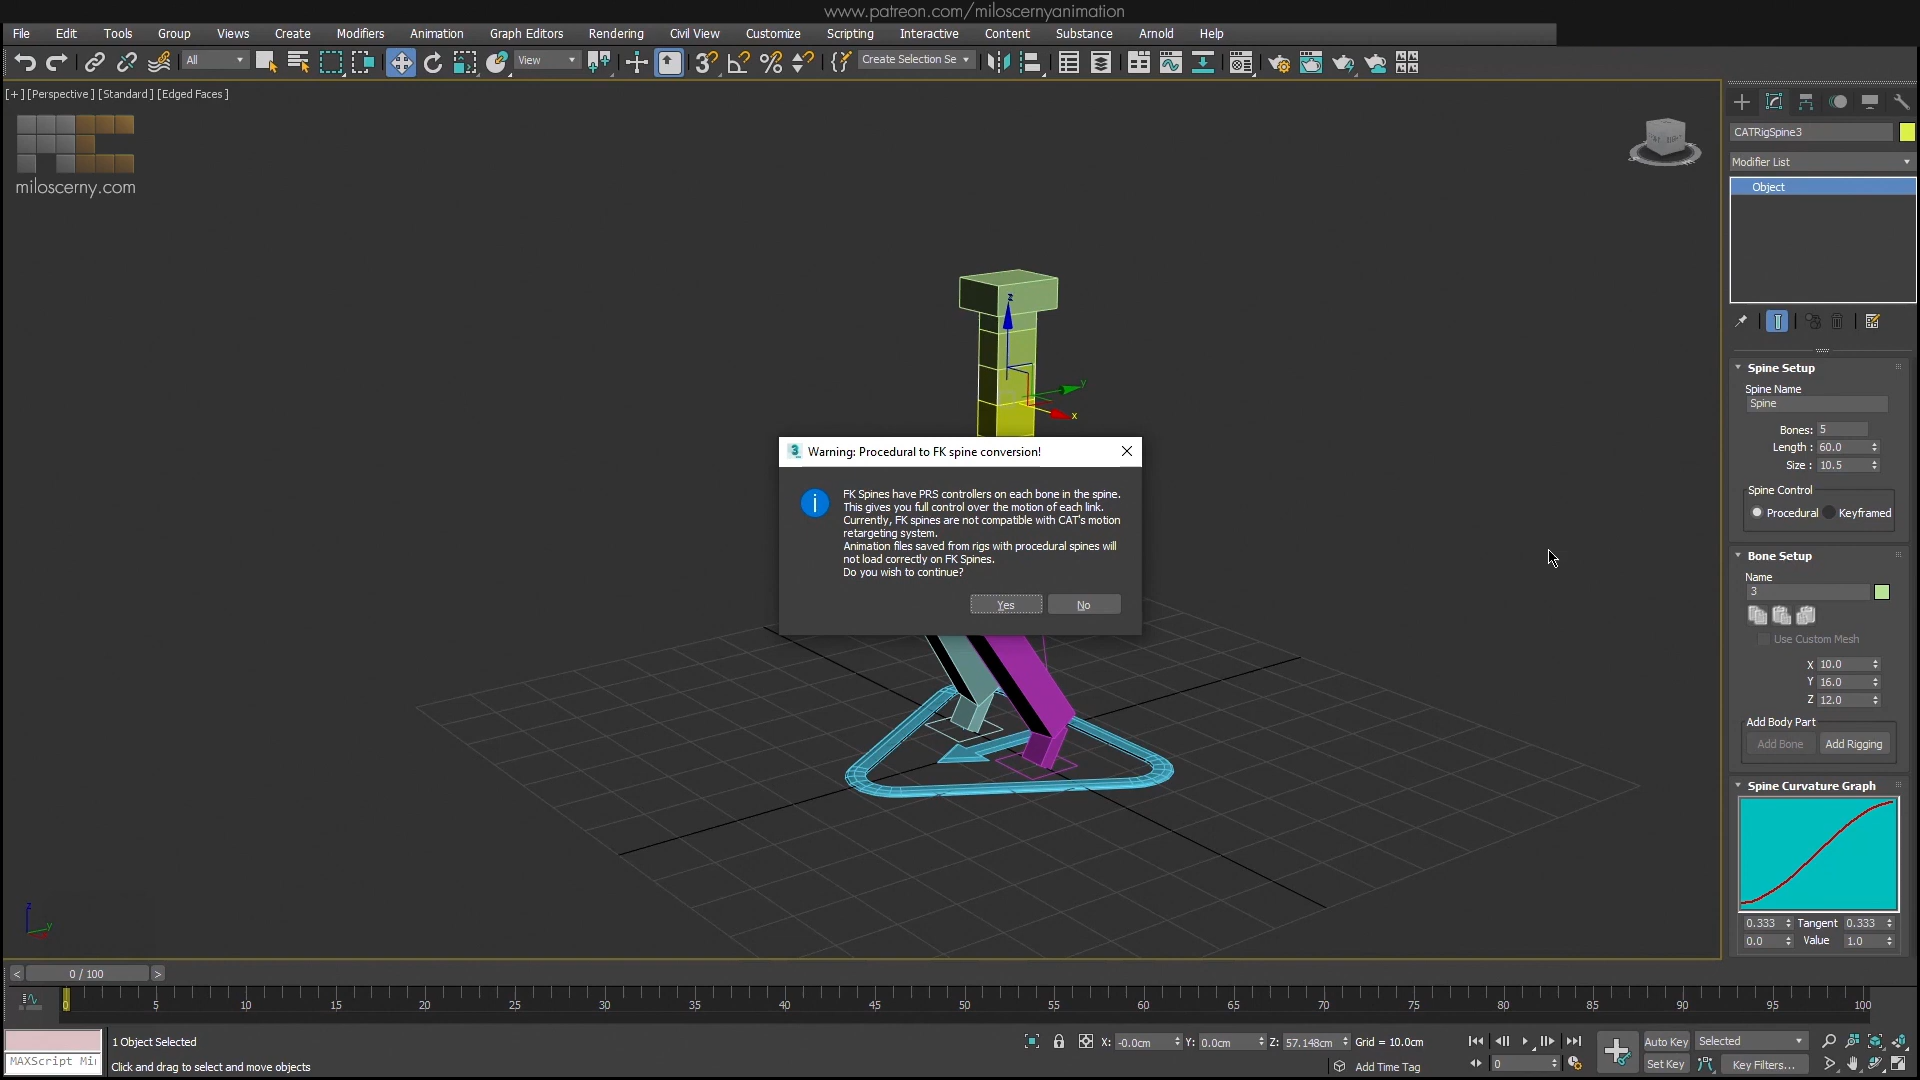 www.patreon.com/miloscernyanimation
File Edit Tools Group Views Create Modifiers Animation Graph Editors Rendering Civil View Customize Scripting Interactive Content Substance Arnold Help
All View Create Selection Se
[+] [Perspective] [Standard] [Edged Faces]
miloscerny.com
CATRigSpine3
Modifier List
Object
Spine Setup
Spine Name
Spine
Bones: 5
Length: 60.0
Size: 10.5
Spine Control
Procedural Keyframed
Bone Setup
Name
3
Use Custom Mesh
X 10.0
Y 16.0
Z 12.0
Add Body Part
Add Bone Add Rigging
Spine Curvature Graph
0.333 Tangent 0.333
0.0 Value 1.0
z
y
x
Warning: Procedural to FK spine conversion!
FK Spines have PRS controllers on each bone in the spine.
This gives you full control over the motion of each link.
Currently, FK spines are not compatible with CAT's motion
retargeting system.
Animation files saved from rigs with procedural spines will
not load correctly on FK Spines.
Do you wish to continue?
Yes No
z
y
< 0 / 100 >
0 5 10 15 20 25 30 35 40 45 50 55 60 65 70 75 80 85 90 95 100
1 Object Selected
X: -0.0cm Y: 0.0cm Z: 57.148cm Grid = 10.0cm
Auto Key Selected
MAXScript Mi
Click and drag to select and move objects
Add Time Tag
0
Set Key Key Filters...